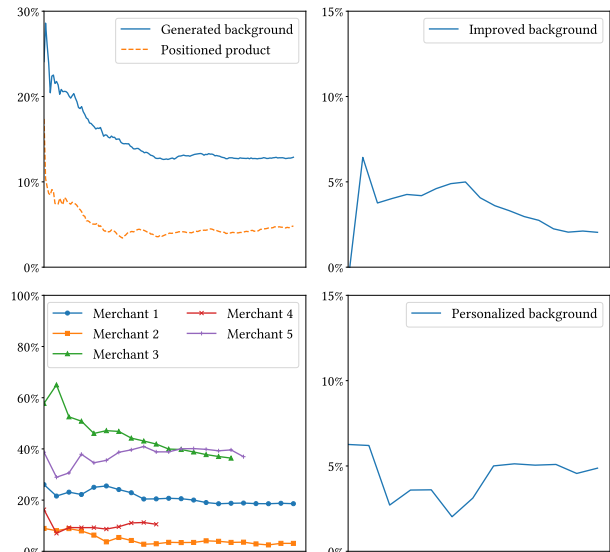 30%
20%
10%
0%
Generated background
Positioned product
15%
10%
5%
0%
Improved background
100%
80%
60%
40%
20%
0%
Merchant 1
Merchant 2
Merchant 3
Merchant 4
Merchant 5
15%
10%
5%
0%
Personalized background